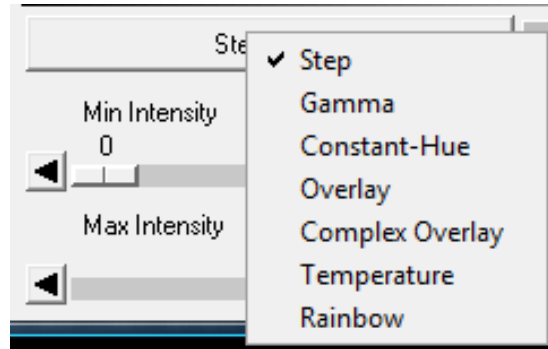 Ste
Step
Gamma
Constant-Hue
Overlay
Complex Overlay
Temperature
Rainbow
Min Intensity
0
Max Intensity